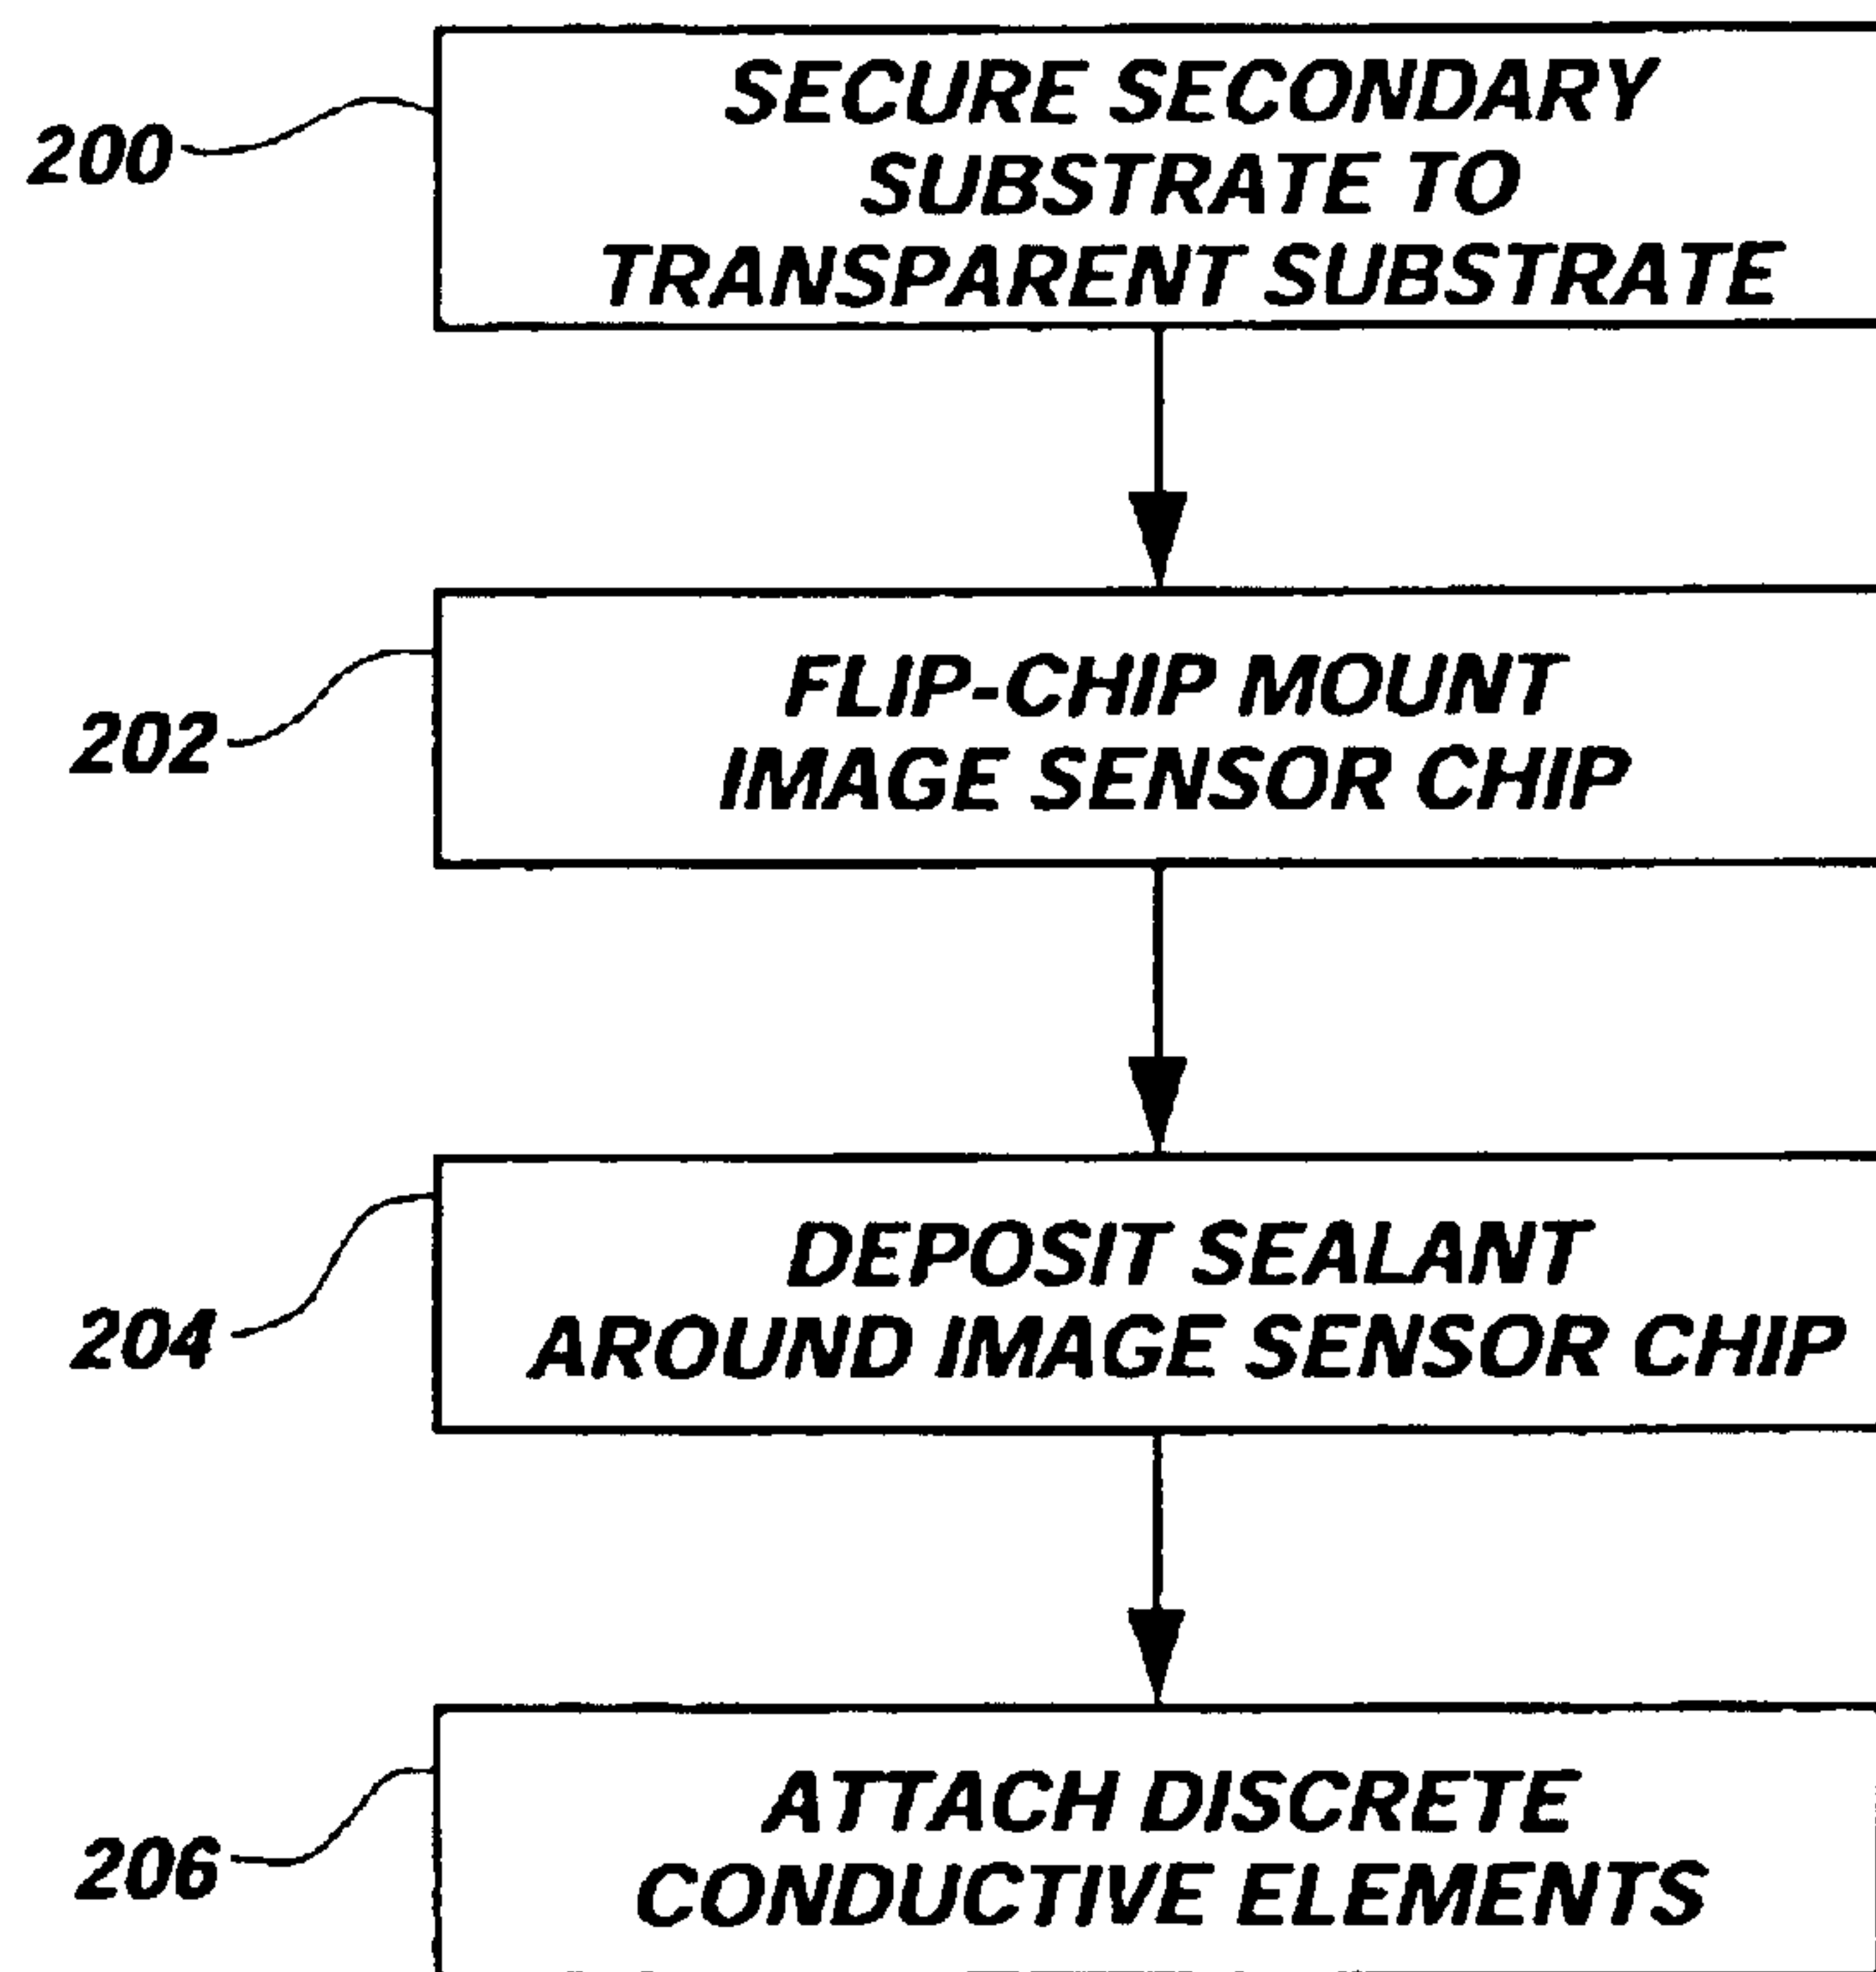 200
SECURE SECONDARY
SUBSTRATE TO
TRANSPARENT SUBSTRATE
202
FLIP-CHIP MOUNT
IMAGE SENSOR CHIP
204
DEPOSIT SEALANT
AROUND IMAGE SENSOR CHIP
206
ATTACH DISCRETE
CONDUCTIVE ELEMENTS